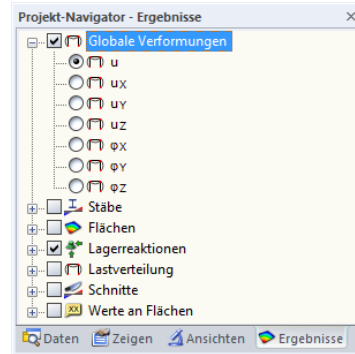 Projekt-Navigator - Ergebnisse
Globale Verformungen
u
uX
uY
uZ
φX
φY
φZ
Stäbe
Flächen
Lagerreaktionen
Lastverteilung
Schnitte
Werte an Flächen
Daten Zeigen Ansichten Ergebnisse